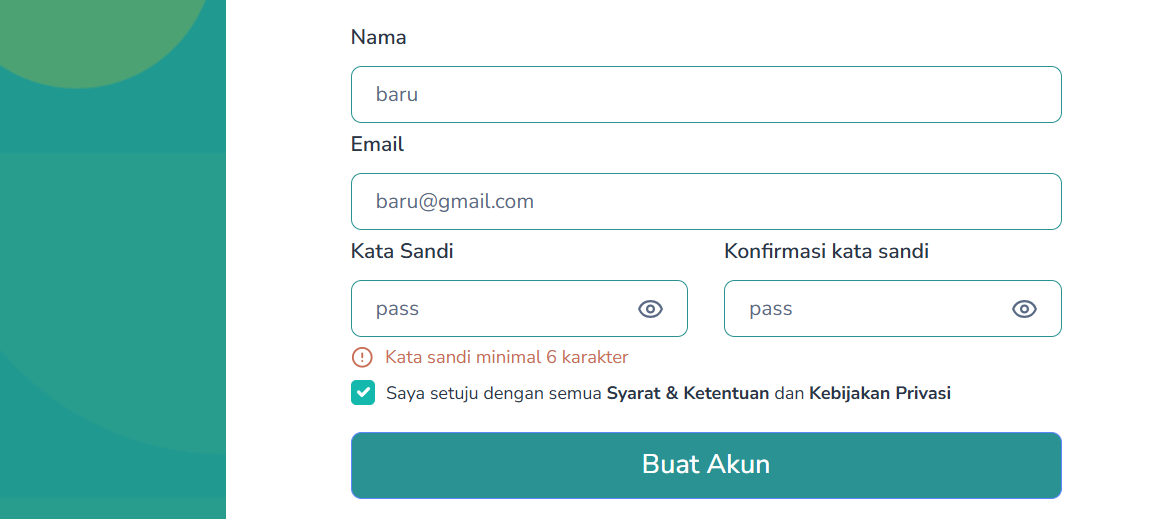 Nama
baru
Email
baru@gmail.com
Kata Sandi
Konfirmasi kata sandi
pass
pass
Kata sandi minimal 6 karakter
Saya setuju dengan semua Syarat & Ketentuan dan Kebijakan Privasi
Buat Akun